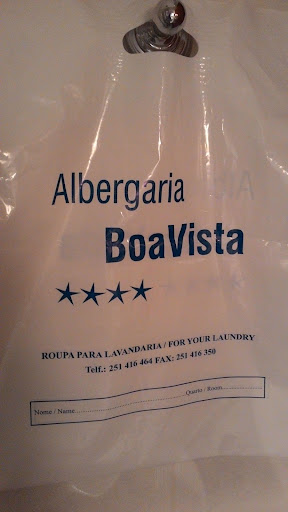 Albergaria
BoaVista
★★★★
ROUPA PARA LAVANDARIA / FOR YOUR LAUNDRY
Telf.: 251 416 464 FAX: 251 416 350
Nome / Name ........................................ Quarto / Room ................